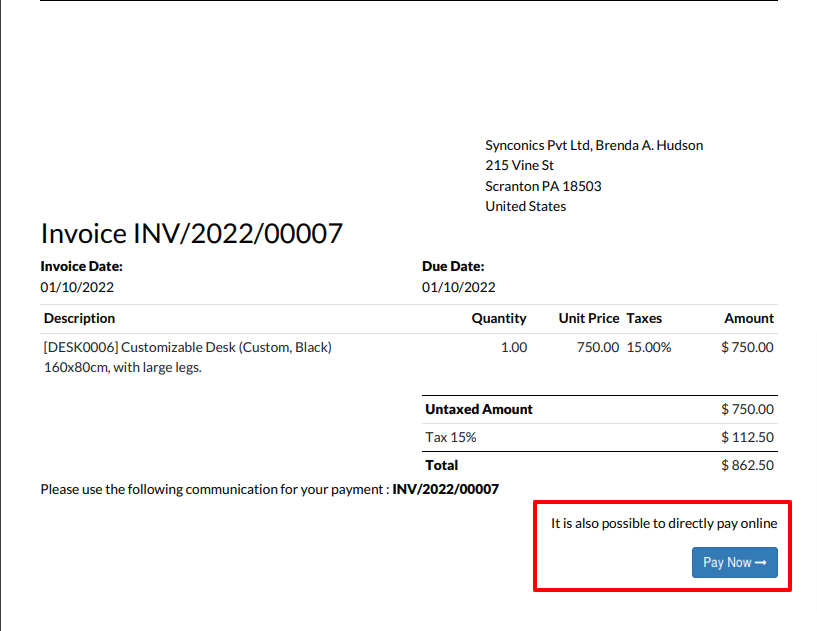 Synconics Pvt Ltd, Brenda A. Hudson
215 Vine St
Scranton PA 18503
United States
Invoice INV/2022/00007
Invoice Date: Due Date:
01/10/2022 01/10/2022
Description Quantity Unit Price Taxes Amount
[DESK0006] Customizable Desk (Custom, Black) 1.00 750.00 15.00% $ 750.00
160x80cm, with large legs.
Untaxed Amount $ 750.00
Tax 15% $ 112.50
Total $ 862.50
Please use the following communication for your payment : INV/2022/00007
It is also possible to directly pay online
Pay Now →